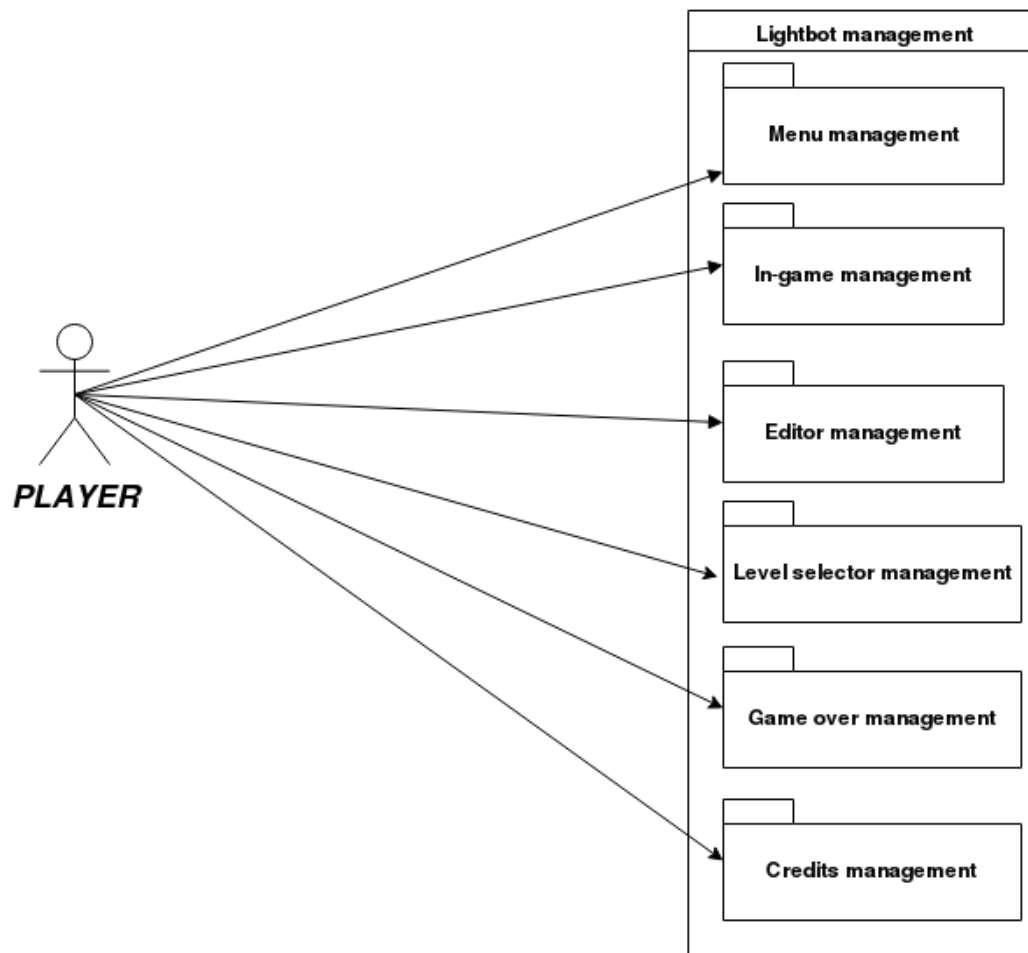 Lightbot management
Menu management
In-game management
Editor management
PLAYER
Level selector management
Game over management
Credits management